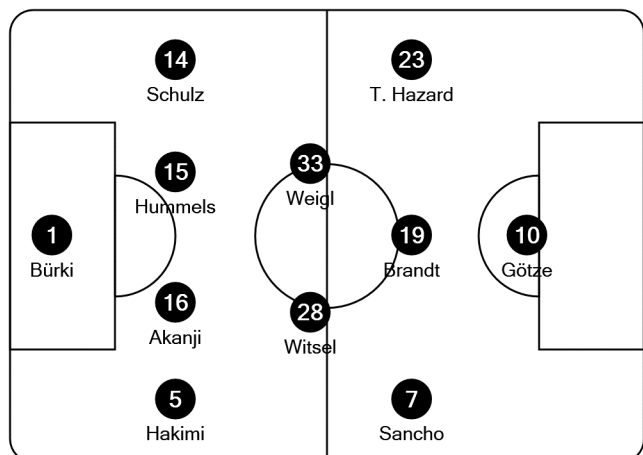 14
Schulz
23
T. Hazard
15
Hummels
33
Weigl
1
Bürki
19
Brandt
10
Götze
16
Akanji
28
Witsel
5
Hakimi
7
Sancho